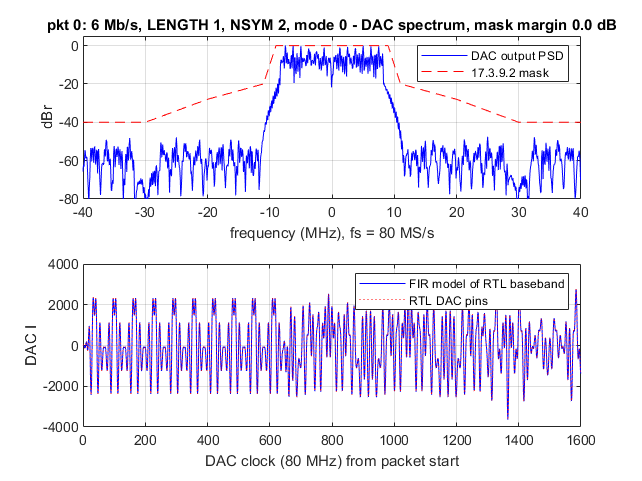 pkt 0: 6 Mb/s, LENGTH 1, NSYM 2, mode 0 - DAC spectrum, mask margin 0.0 dB
0
-20
-40
-60
-80
dBr
DAC output PSD
17.3.9.2 mask
-40 -30 -20 -10 0 10 20 30 40
frequency (MHz), fs = 80 MS/s
4000
2000
0
-2000
-4000
DAC I
FIR model of RTL baseband
RTL DAC pins
0 200 400 600 800 1000 1200 1400 1600
DAC clock (80 MHz) from packet start